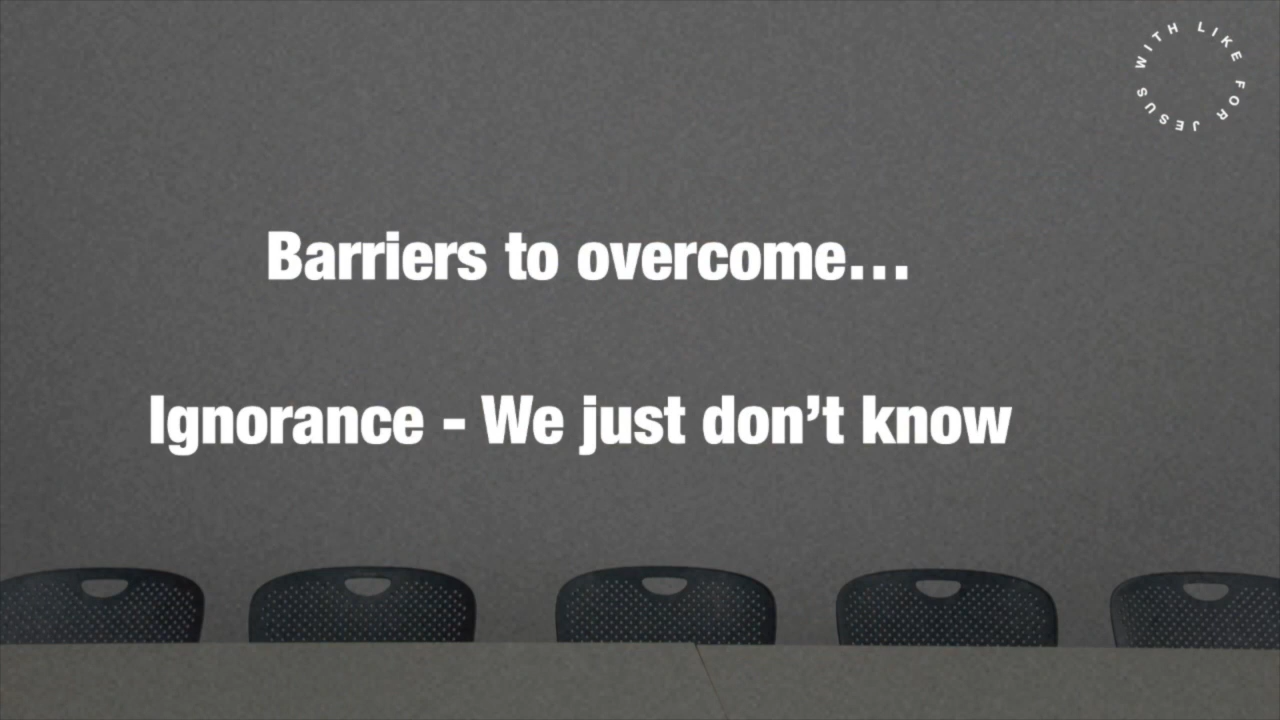 WITH LIKE FOR JESUS
Barriers to overcome…
Ignorance - We just don’t know